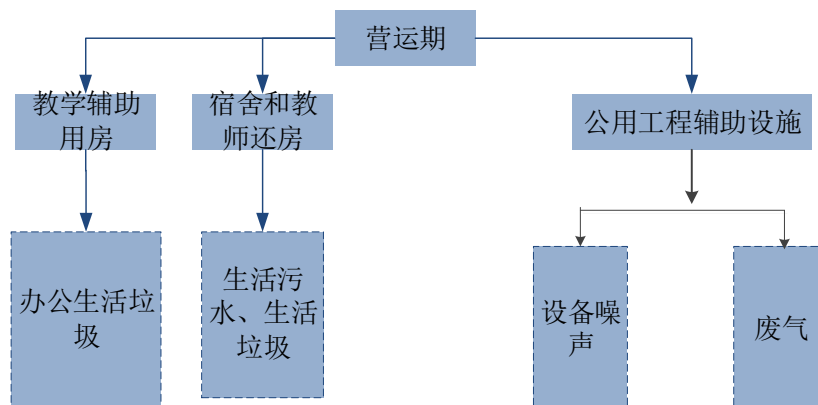 营运期
教学辅助
用房
宿舍和教
师还房
公用工程辅助设施
办公生活垃
圾
生活污
水、生活
垃圾
设备噪
声
废气